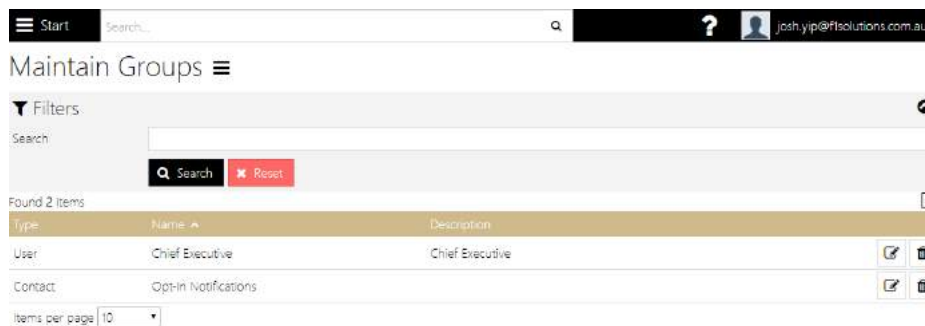 Start Search... ? josh.yip@f1solutions.com.au
Maintain Groups
Filters
Search
Search Reset
Found 2 items
Type Name Description
User Chief Executive Chief Executive
Contact Opt-in Notifications
Items per page 10